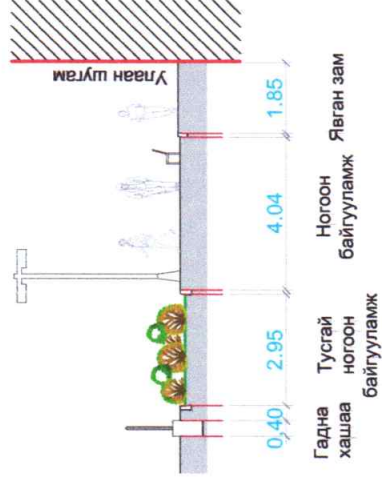 Улаан шугам
0,40
2.95
4.04
1.85
Гадна
хашаа
Тусгай
ногоон
байгууламж
Ногоон
байгууламж
Явган зам